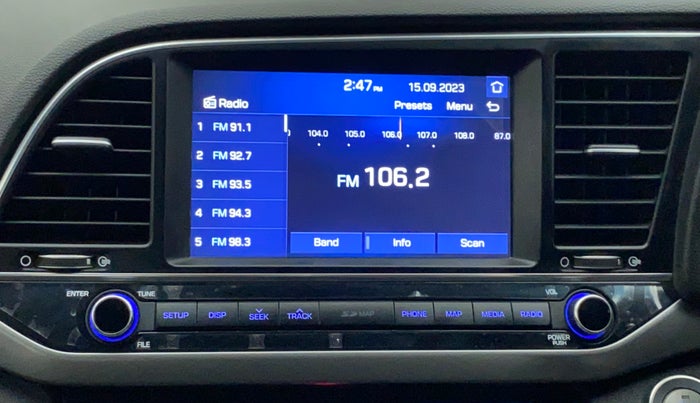 2:47 PM 15.09.2023
Radio Presets Menu
1 FM 91.1
104.0 105.0 106.0 107.0 108.0 87.0
2 FM 92.7
3 FM 93.5
FM 106.2
4 FM 94.3
5 FM 98.3
Band Info Scan
ENTER TUNE VOL
SETUP DISP SEEK TRACK MAP PHONE MAP MEDIA RADIO
FILE POWER
PUSH